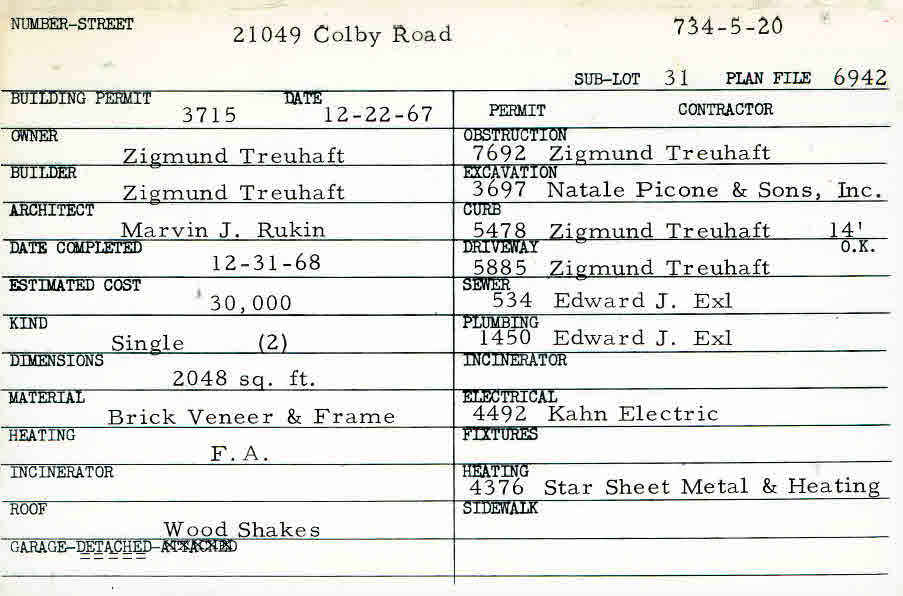 NUMBER-STREET 21049 Colby Road 734-5-20
SUB-LOT 31 PLAN FILE 6942
BUILDING PERMIT 3715 DATE 12-22-67
OWNER Zigmund Treuhaft
BUILDER Zigmund Treuhaft
ARCHITECT Marvin J. Rukin
DATE COMPLETED 12-31-68
ESTIMATED COST 30,000
KIND Single (2)
DIMENSIONS 2048 sq. ft.
MATERIAL Brick Veneer & Frame
HEATING F.A.
INCINERATOR
ROOF Wood Shakes
GARAGE-DETACHED-ATTACHED
PERMIT CONTRACTOR
OBSTRUCTION 7692 Zigmund Treuhaft
EXCAVATION 3697 Natale Picone & Sons, Inc.
CURB 5478 Zigmund Treuhaft 14'
DRIVEWAY 5885 Zigmund Treuhaft O.K.
SEWER 534 Edward J. Exl
PLUMBING 1450 Edward J. Exl
INCINERATOR
ELECTRICAL 4492 Kahn Electric
FIXTURES
HEATING 4376 Star Sheet Metal & Heating
SIDEWALK